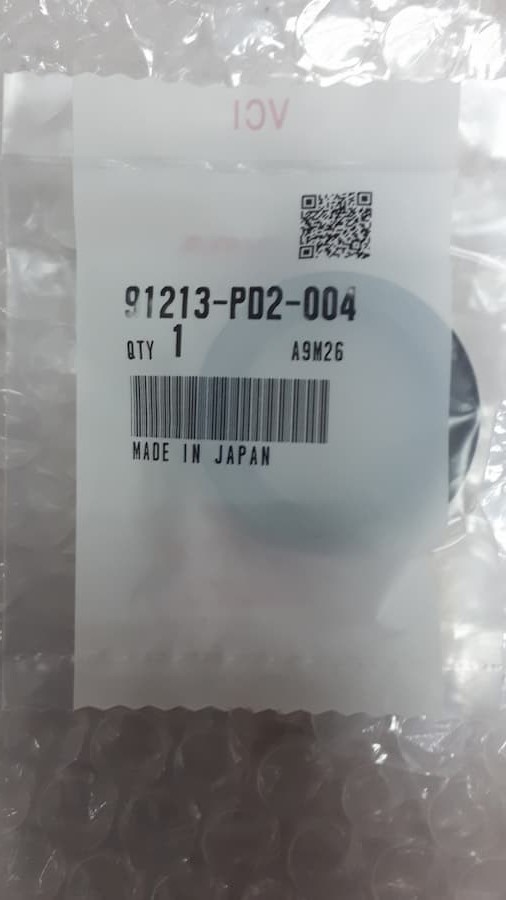 VCI
91213-PD2-004
QTY 1
A9M26
MADE IN JAPAN